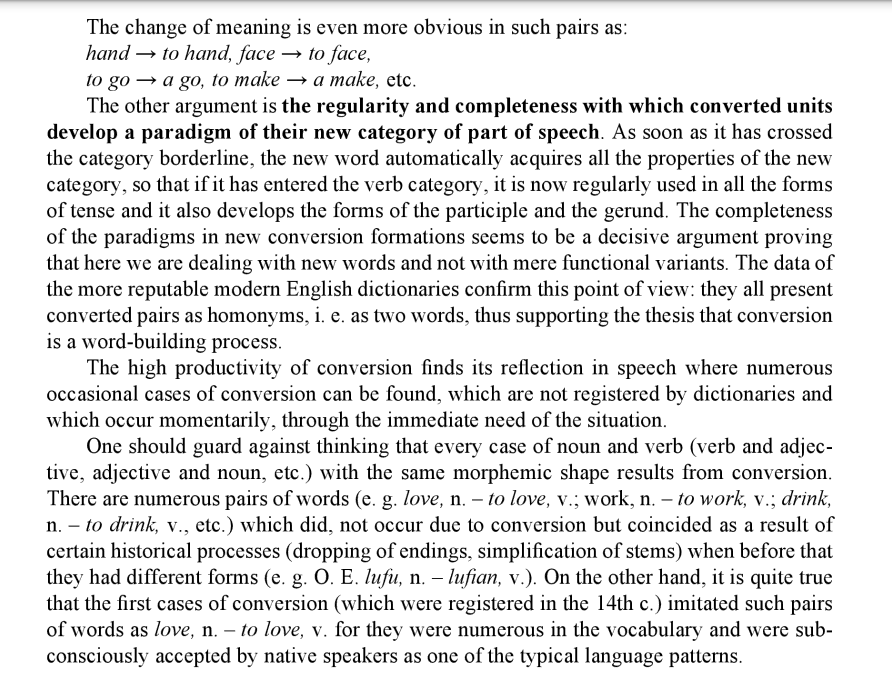 The change of meaning is even more obvious in such pairs as:
hand → to hand, face → to face,
to go → a go, to make → a make, etc.
The other argument is the regularity and completeness with which converted units
develop a paradigm of their new category of part of speech. As soon as it has crossed
the category borderline, the new word automatically acquires all the properties of the new
category, so that if it has entered the verb category, it is now regularly used in all the forms
of tense and it also develops the forms of the participle and the gerund. The completeness
of the paradigms in new conversion formations seems to be a decisive argument proving
that here we are dealing with new words and not with mere functional variants. The data of
the more reputable modern English dictionaries confirm this point of view: they all present
converted pairs as homonyms, i. e. as two words, thus supporting the thesis that conversion
is a word-building process.
The high productivity of conversion finds its reflection in speech where numerous
occasional cases of conversion can be found, which are not registered by dictionaries and
which occur momentarily, through the immediate need of the situation.
One should guard against thinking that every case of noun and verb (verb and adjec-
tive, adjective and noun, etc.) with the same morphemic shape results from conversion.
There are numerous pairs of words (e. g. love, n. – to love, v.; work, n. – to work, v.; drink,
n. – to drink, v., etc.) which did, not occur due to conversion but coincided as a result of
certain historical processes (dropping of endings, simplification of stems) when before that
they had different forms (e. g. O. E. lufu, n. – lufian, v.). On the other hand, it is quite true
that the first cases of conversion (which were registered in the 14th c.) imitated such pairs
of words as love, n. – to love, v. for they were numerous in the vocabulary and were sub-
consciously accepted by native speakers as one of the typical language patterns.